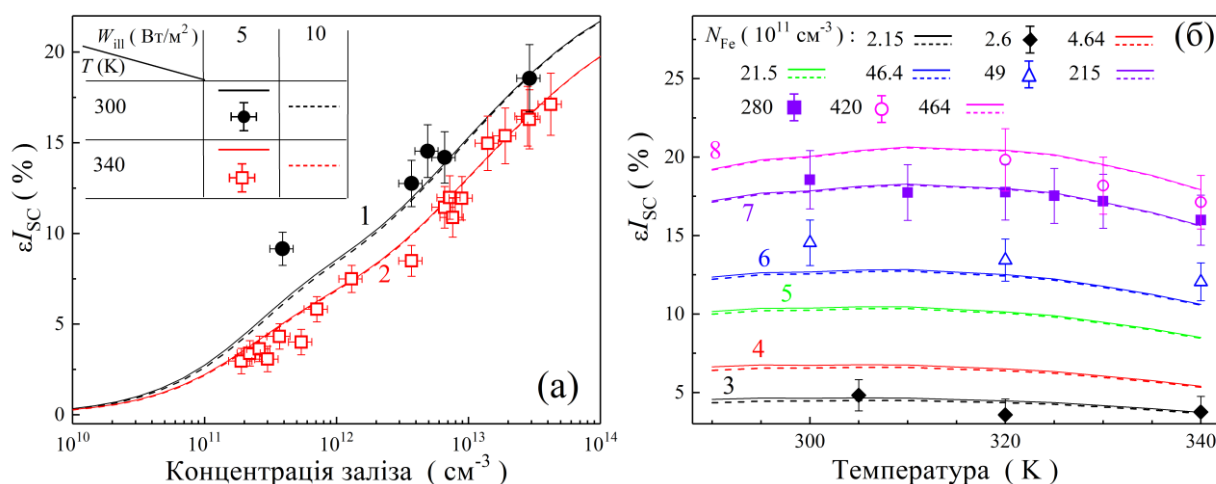 W_ill (Вт/м²) 5 10
T (K)
300
340
1
2
(а)
20
15
10
5
0
εI_SC (%)
10^10 10^11 10^12 10^13 10^14
Концентрація заліза ( см^-3 )
N_Fe (10^11 см^-3) : 2.15 2.6 4.64 (б)
21.5 46.4 49 215
280 420 464
25
20
15
10
5
εI_SC (%)
8
7
6
5
4
3
300 320 340
Температура ( К )